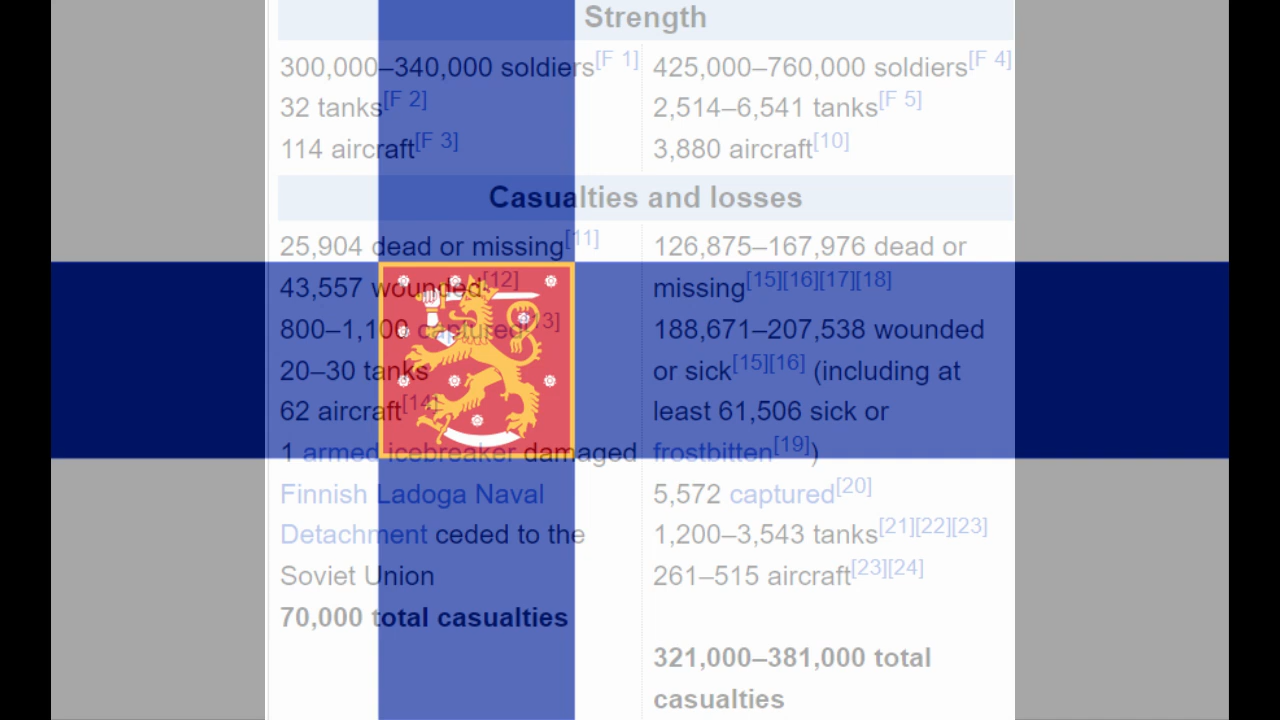 Strength
300,000–340,000 soldiers[F 1]
32 tanks[F 2]
114 aircraft[F 3]
425,000–760,000 soldiers[F 4]
2,514–6,541 tanks[F 5]
3,880 aircraft[10]
Casualties and losses
25,904 dead or missing[11]
43,557 wounded[12]
800–1,100 captured[13]
20–30 tanks
62 aircraft[14]
1 armed icebreaker damaged
Finnish Ladoga Naval
Detachment ceded to the
Soviet Union
70,000 total casualties
126,875–167,976 dead or
missing[15][16][17][18]
188,671–207,538 wounded
or sick[15][16] (including at
least 61,506 sick or
frostbitten[19])
5,572 captured[20]
1,200–3,543 tanks[21][22][23]
261–515 aircraft[23][24]
321,000–381,000 total
casualties